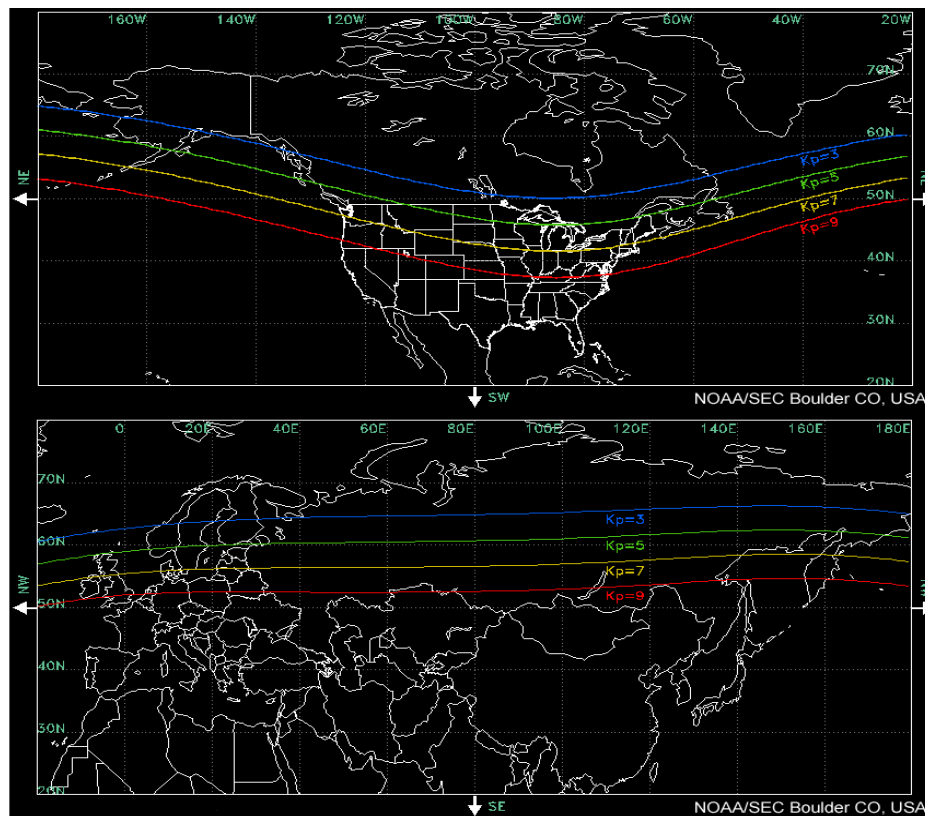 160W 140W 120W 100W 80W 60W 40W 20W
70N
60N
Kp=3
Kp=5
NE
50N
Kp=7
Kp=9
40N
30N
20N
SW
NOAA/SEC Boulder CO, USA
0 20E 40E 60E 80E 100E 120E 140E 160E 180E
70N
Kp=3
60N
Kp=5
Kp=7
NW
Kp=9
50N
40N
30N
20N
SE
NOAA/SEC Boulder CO, USA